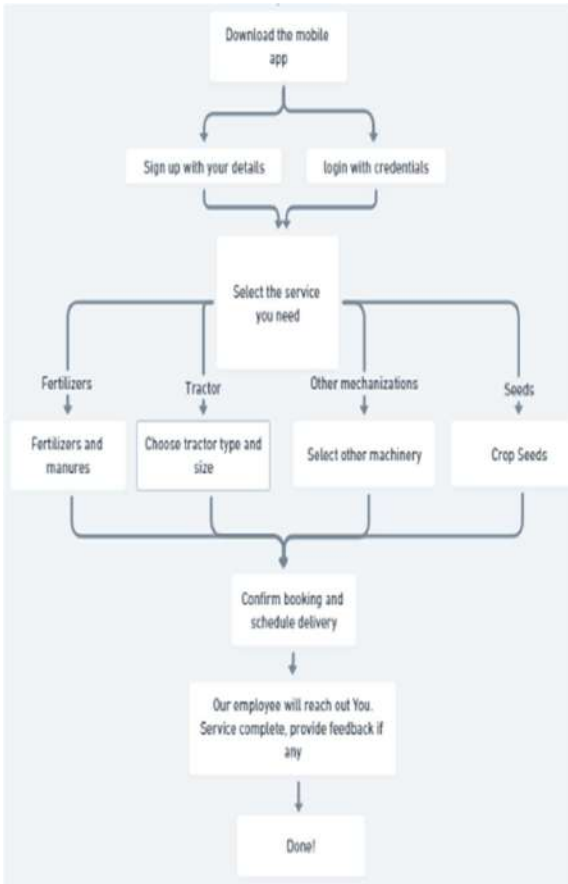 Download the mobile
app
Sign up with your details
login with credentials
Select the service
you need
Fertilizers
Tractor
Other mechanizations
Seeds
Fertilizers and
manures
Choose tractor type and
size
Select other machinery
Crop Seeds
Confirm booking and
schedule delivery
Our employee will reach out You.
Service complete, provide feedback if
any
Done!